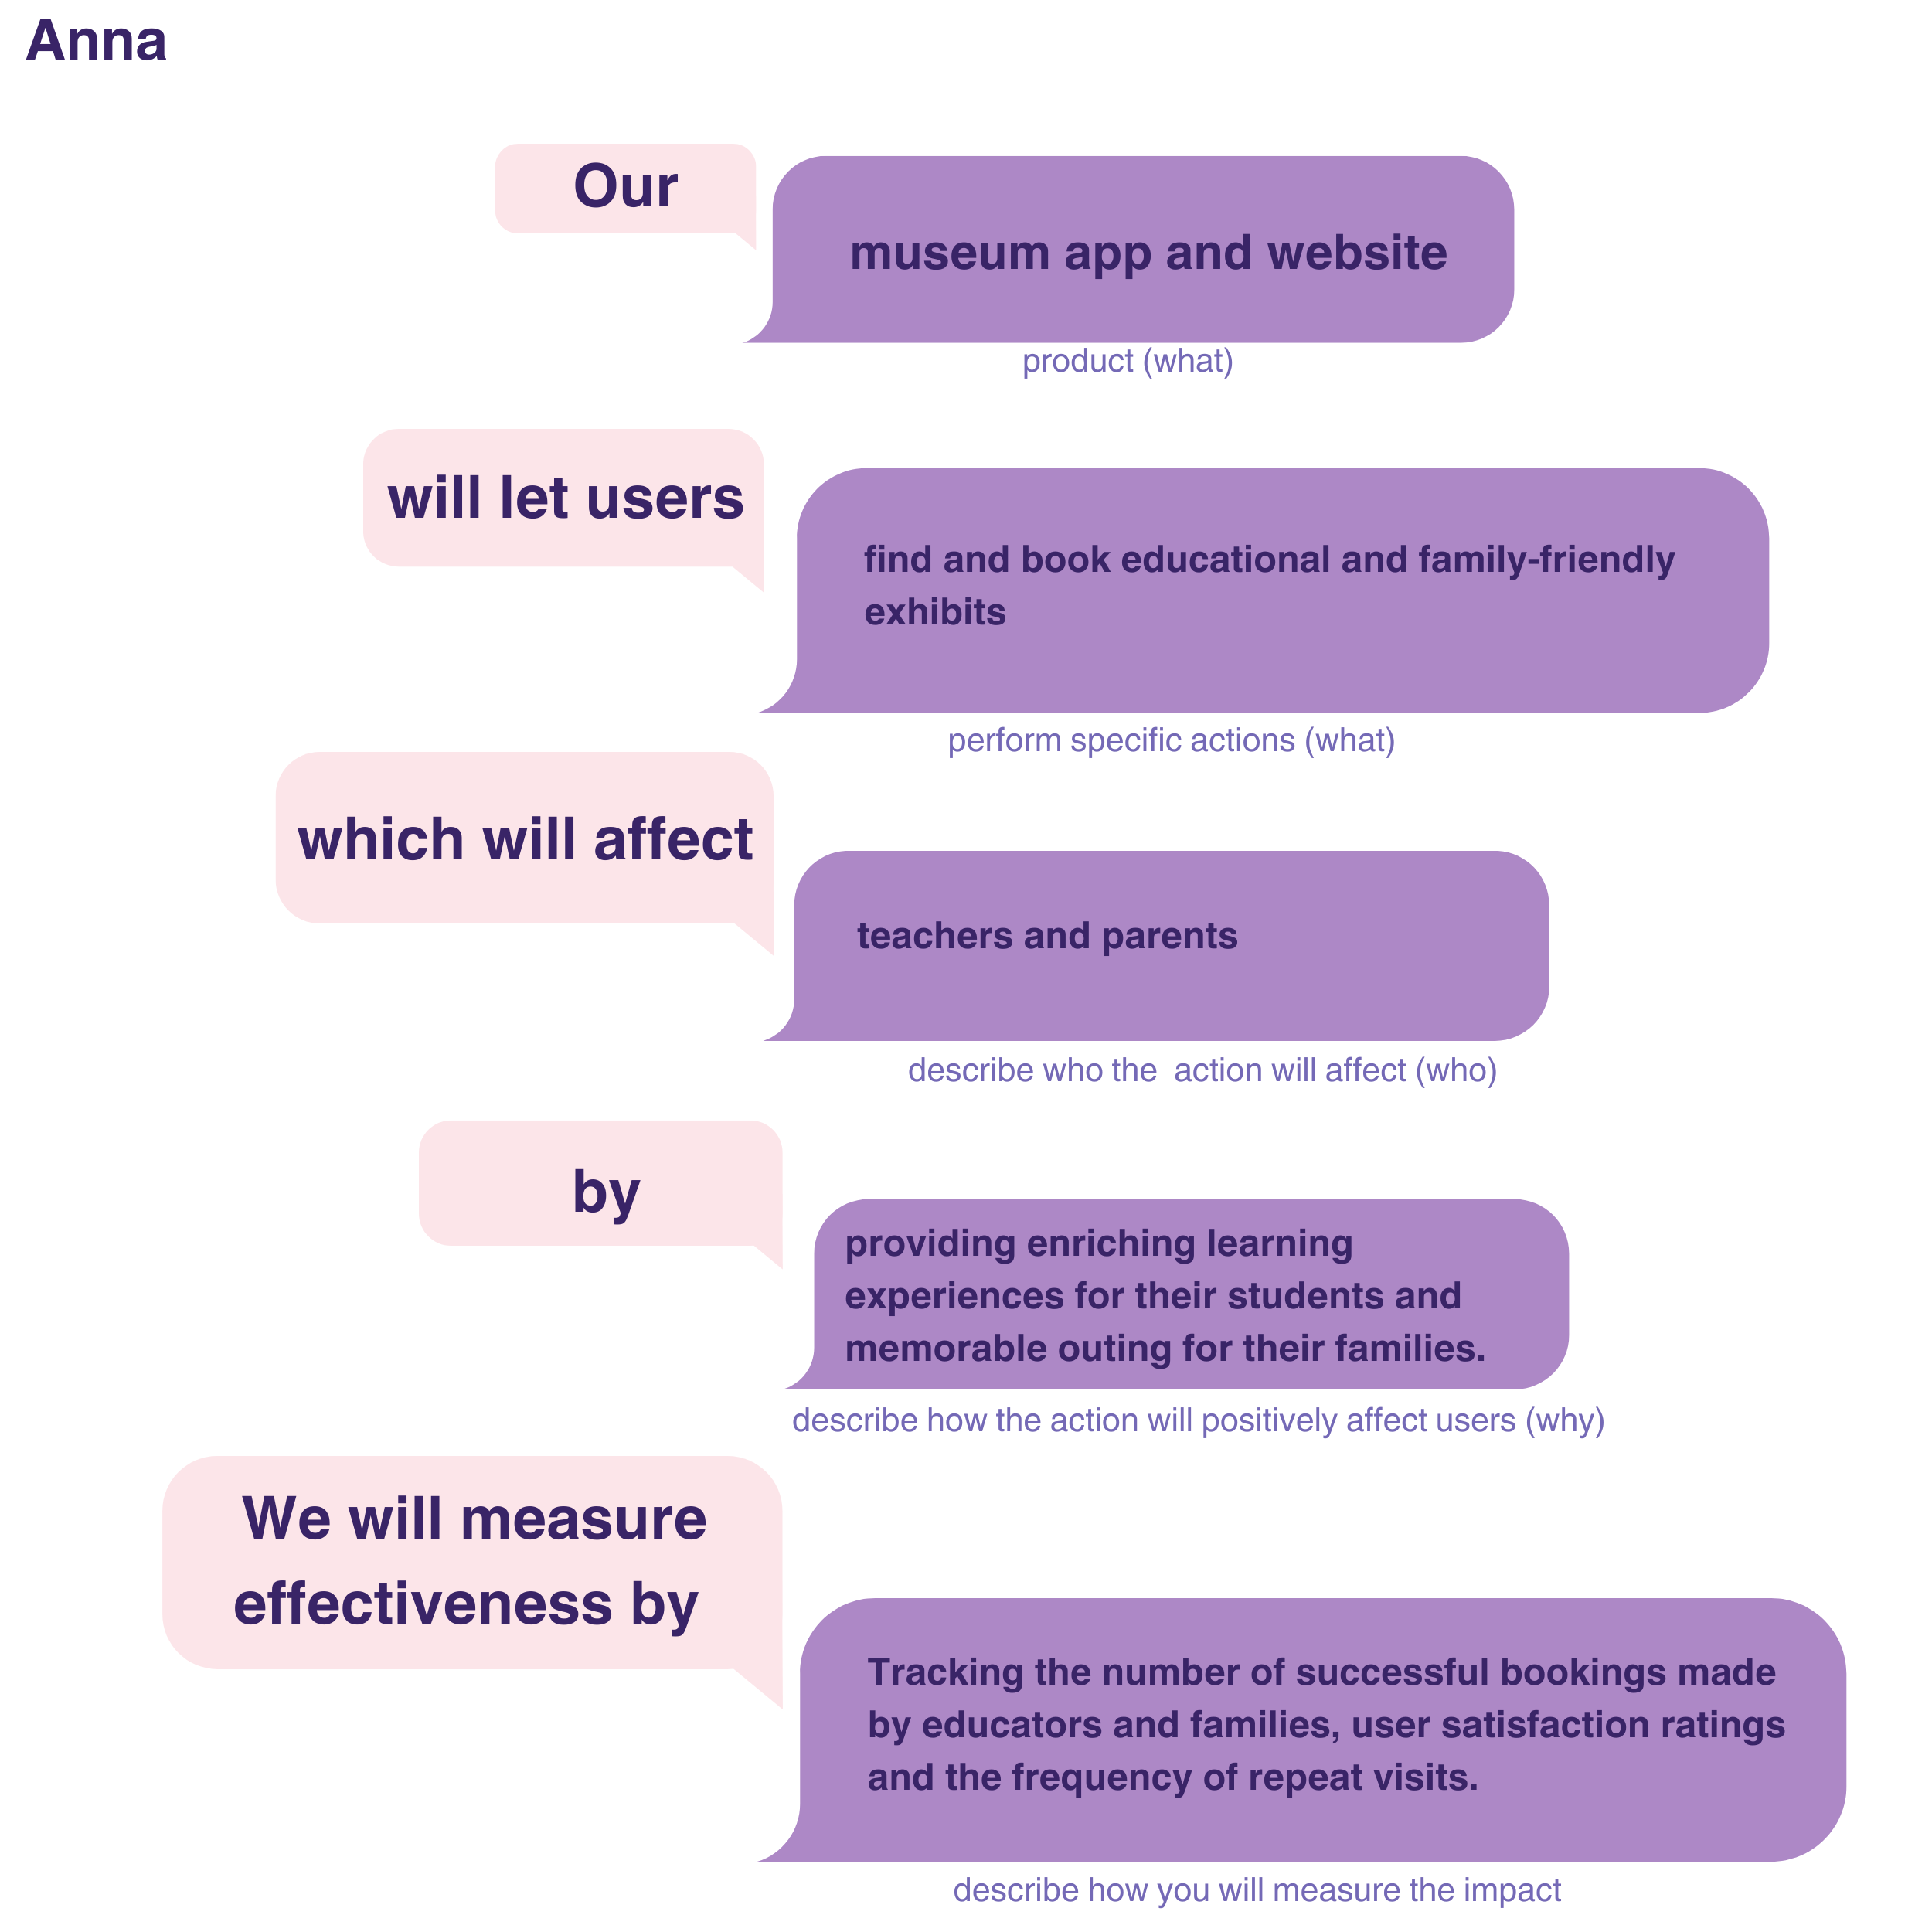 Anna
Our
museum app and website
product (what)
will let users
find and book educational and family-friendly
exhibits
perform specific actions (what)
which will affect
teachers and parents
describe who the  action will affect (who)
by
providing enriching learning
experiences for their students and
memorable outing for their families.
describe how the action will positively affect users (why)
We will measure
effectiveness by
Tracking the number of successful bookings made
by educators and families, user satisfaction ratings
and the frequency of repeat visits.
describe how you will measure the impact